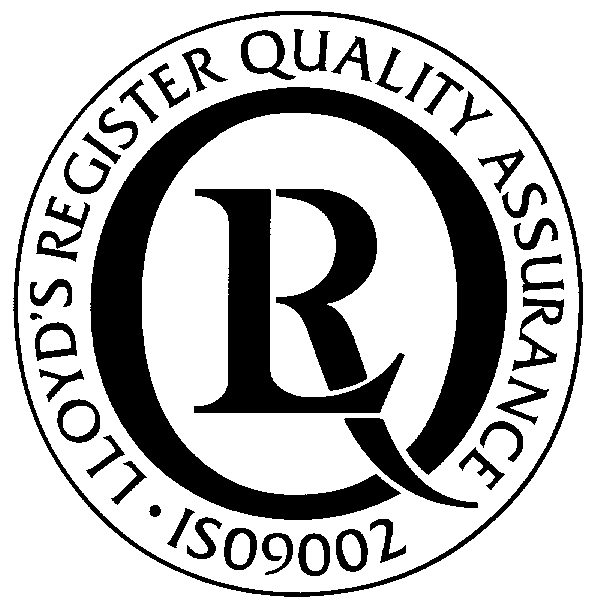 LLOYD'S REGISTER QUALITY ASSURANCE
• ISO9002
LRQ